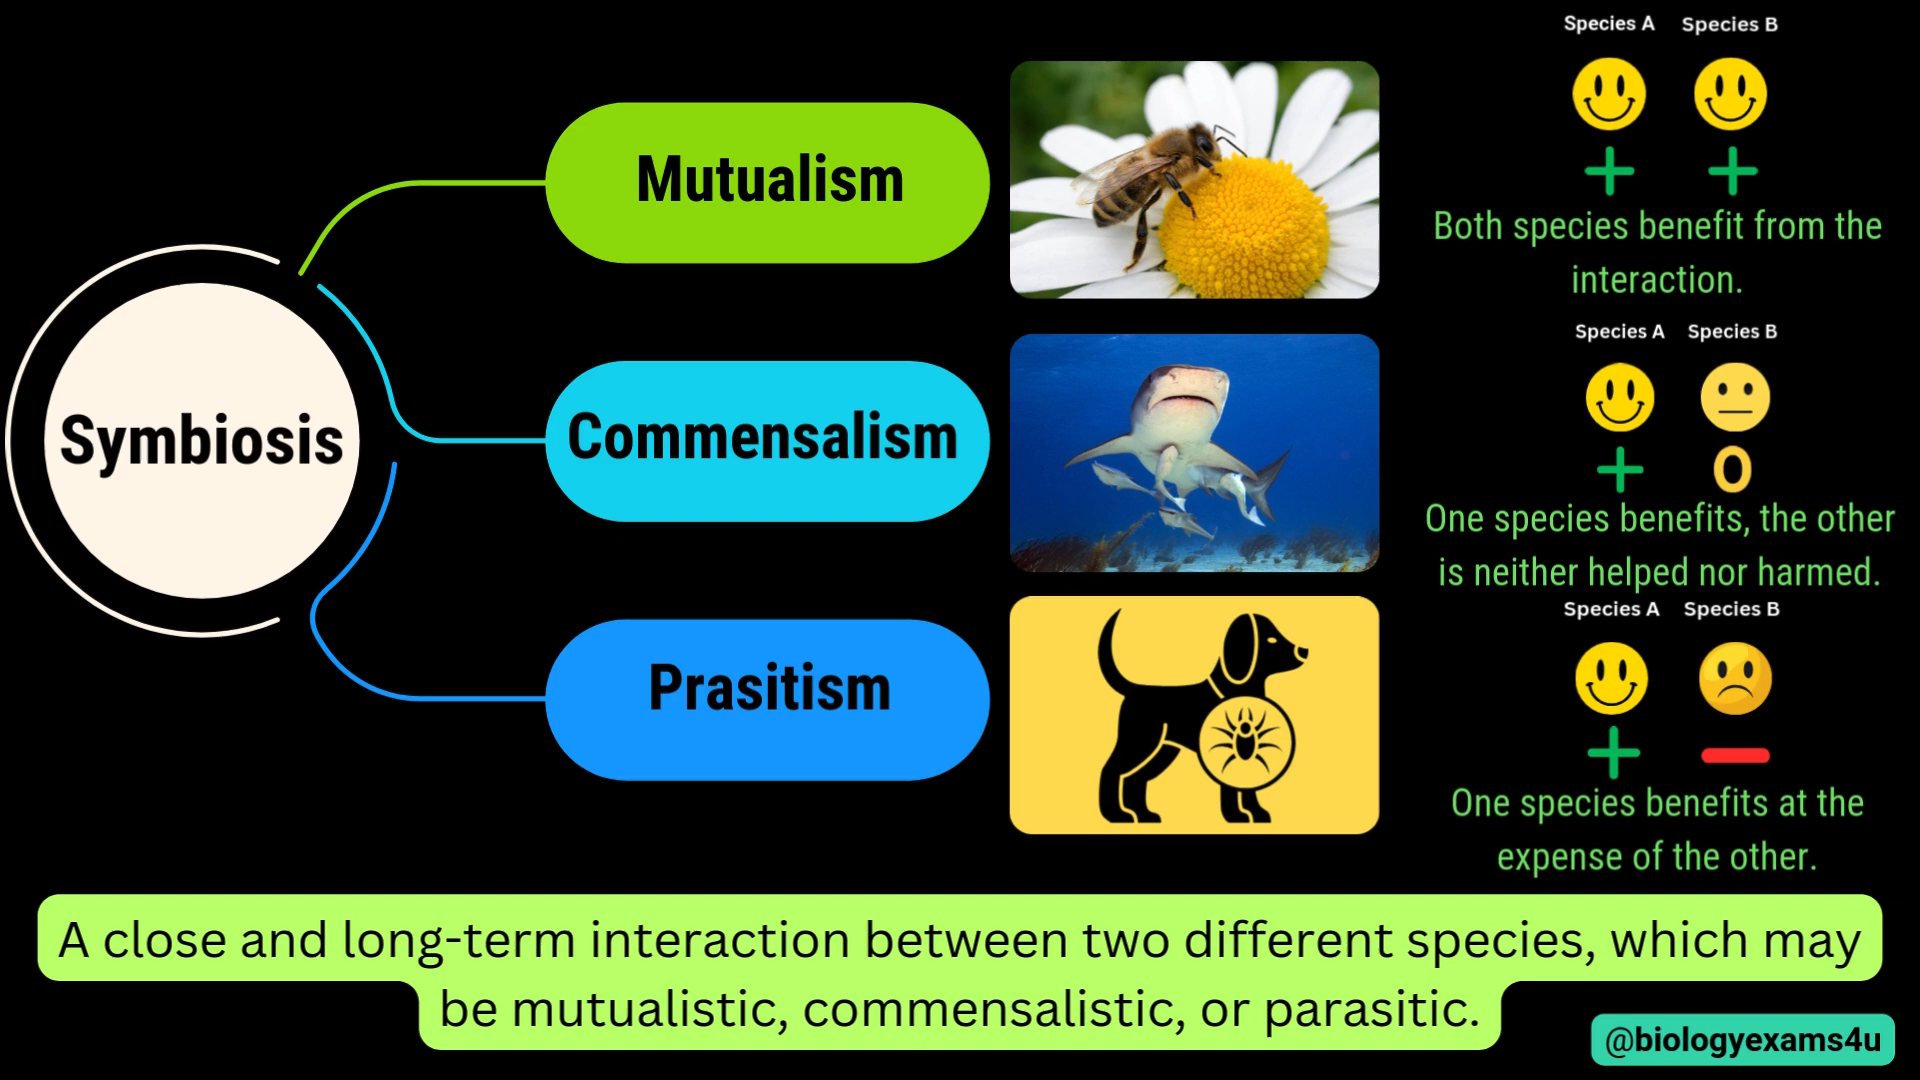 Species A Species B
Mutualism
Both species benefit from the
interaction.
Species A Species B
+ +
Symbiosis
Commensalism
+ 0
One species benefits, the other
is neither helped nor harmed.
Species A Species B
Prasitism
+ -
One species benefits at the
expense of the other.
A close and long-term interaction between two different species, which may
be mutualistic, commensalistic, or parasitic.
@biologyexams4u